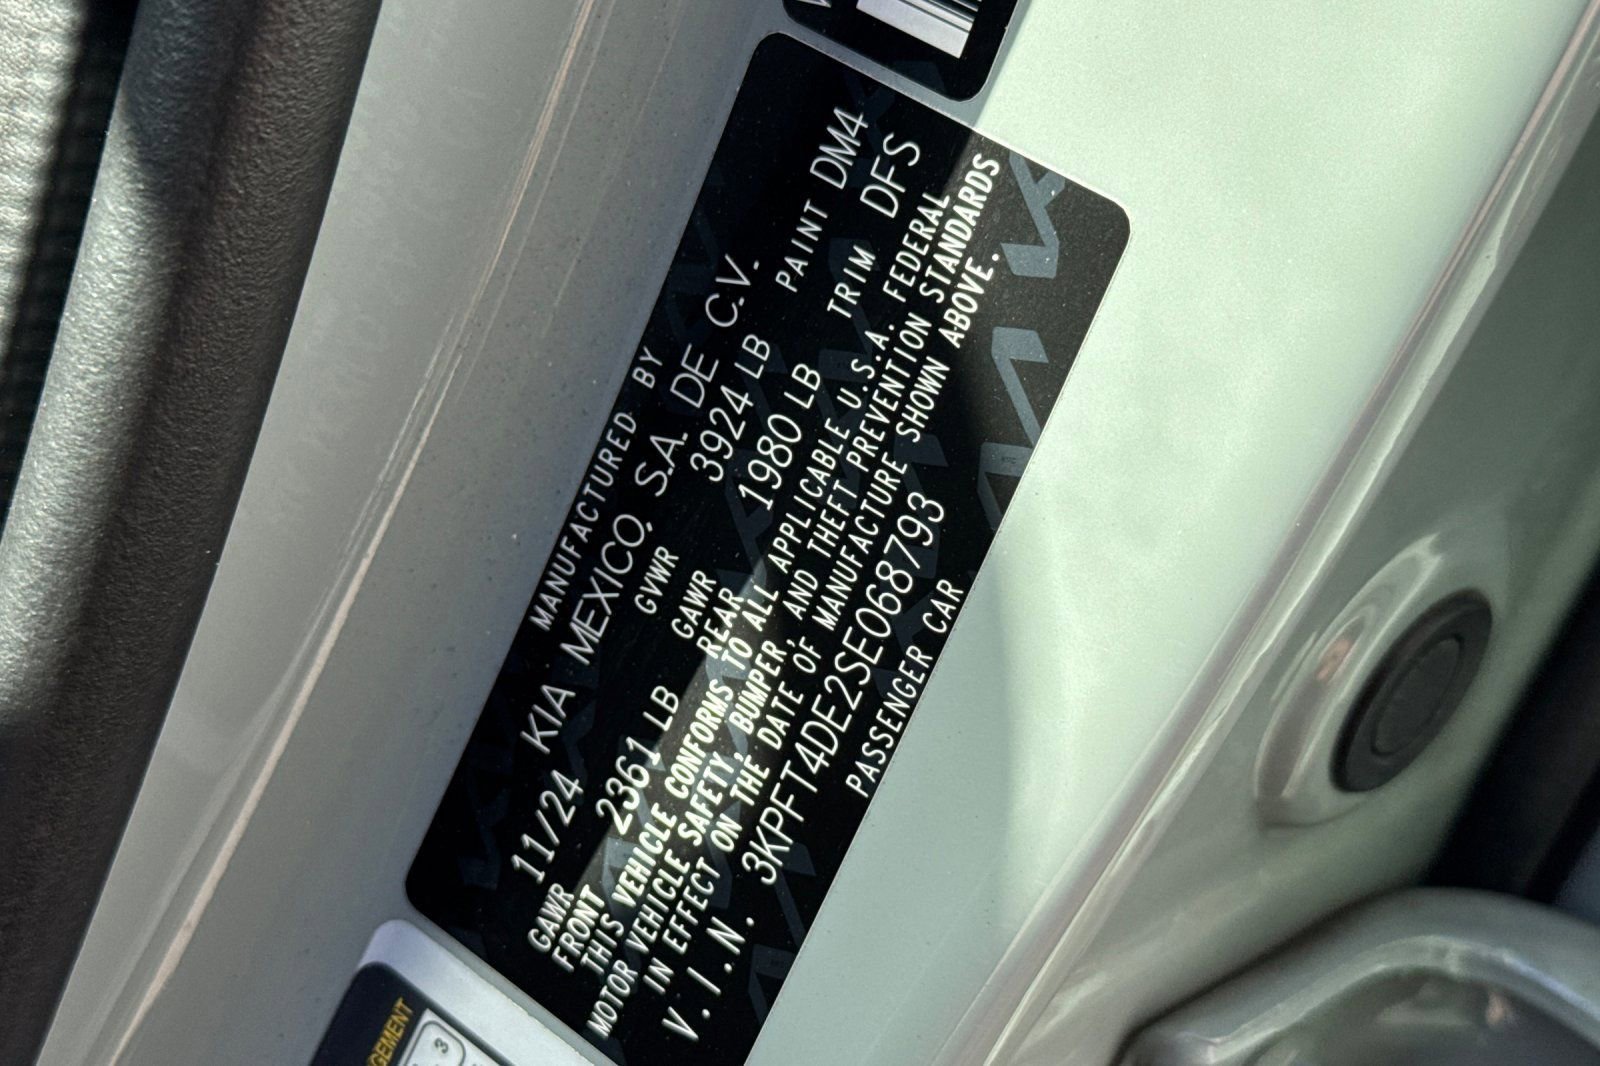 MANUFACTURED BY
11/24 KIA MEXICO, S.A. DE C.V.
GVWR 3924 LB PAINT DM4
GAWR FRONT 2361 LB GAWR REAR 1980 LB TRIM DFS
THIS VEHICLE CONFORMS TO ALL APPLICABLE U.S.A. FEDERAL
MOTOR VEHICLE SAFETY, BUMPER, AND THEFT PREVENTION STANDARDS
IN EFFECT ON THE DATE OF MANUFACTURE SHOWN ABOVE.
V.I.N. 3KPFT4DE2SE068793
PASSENGER CAR
GEMENT
3